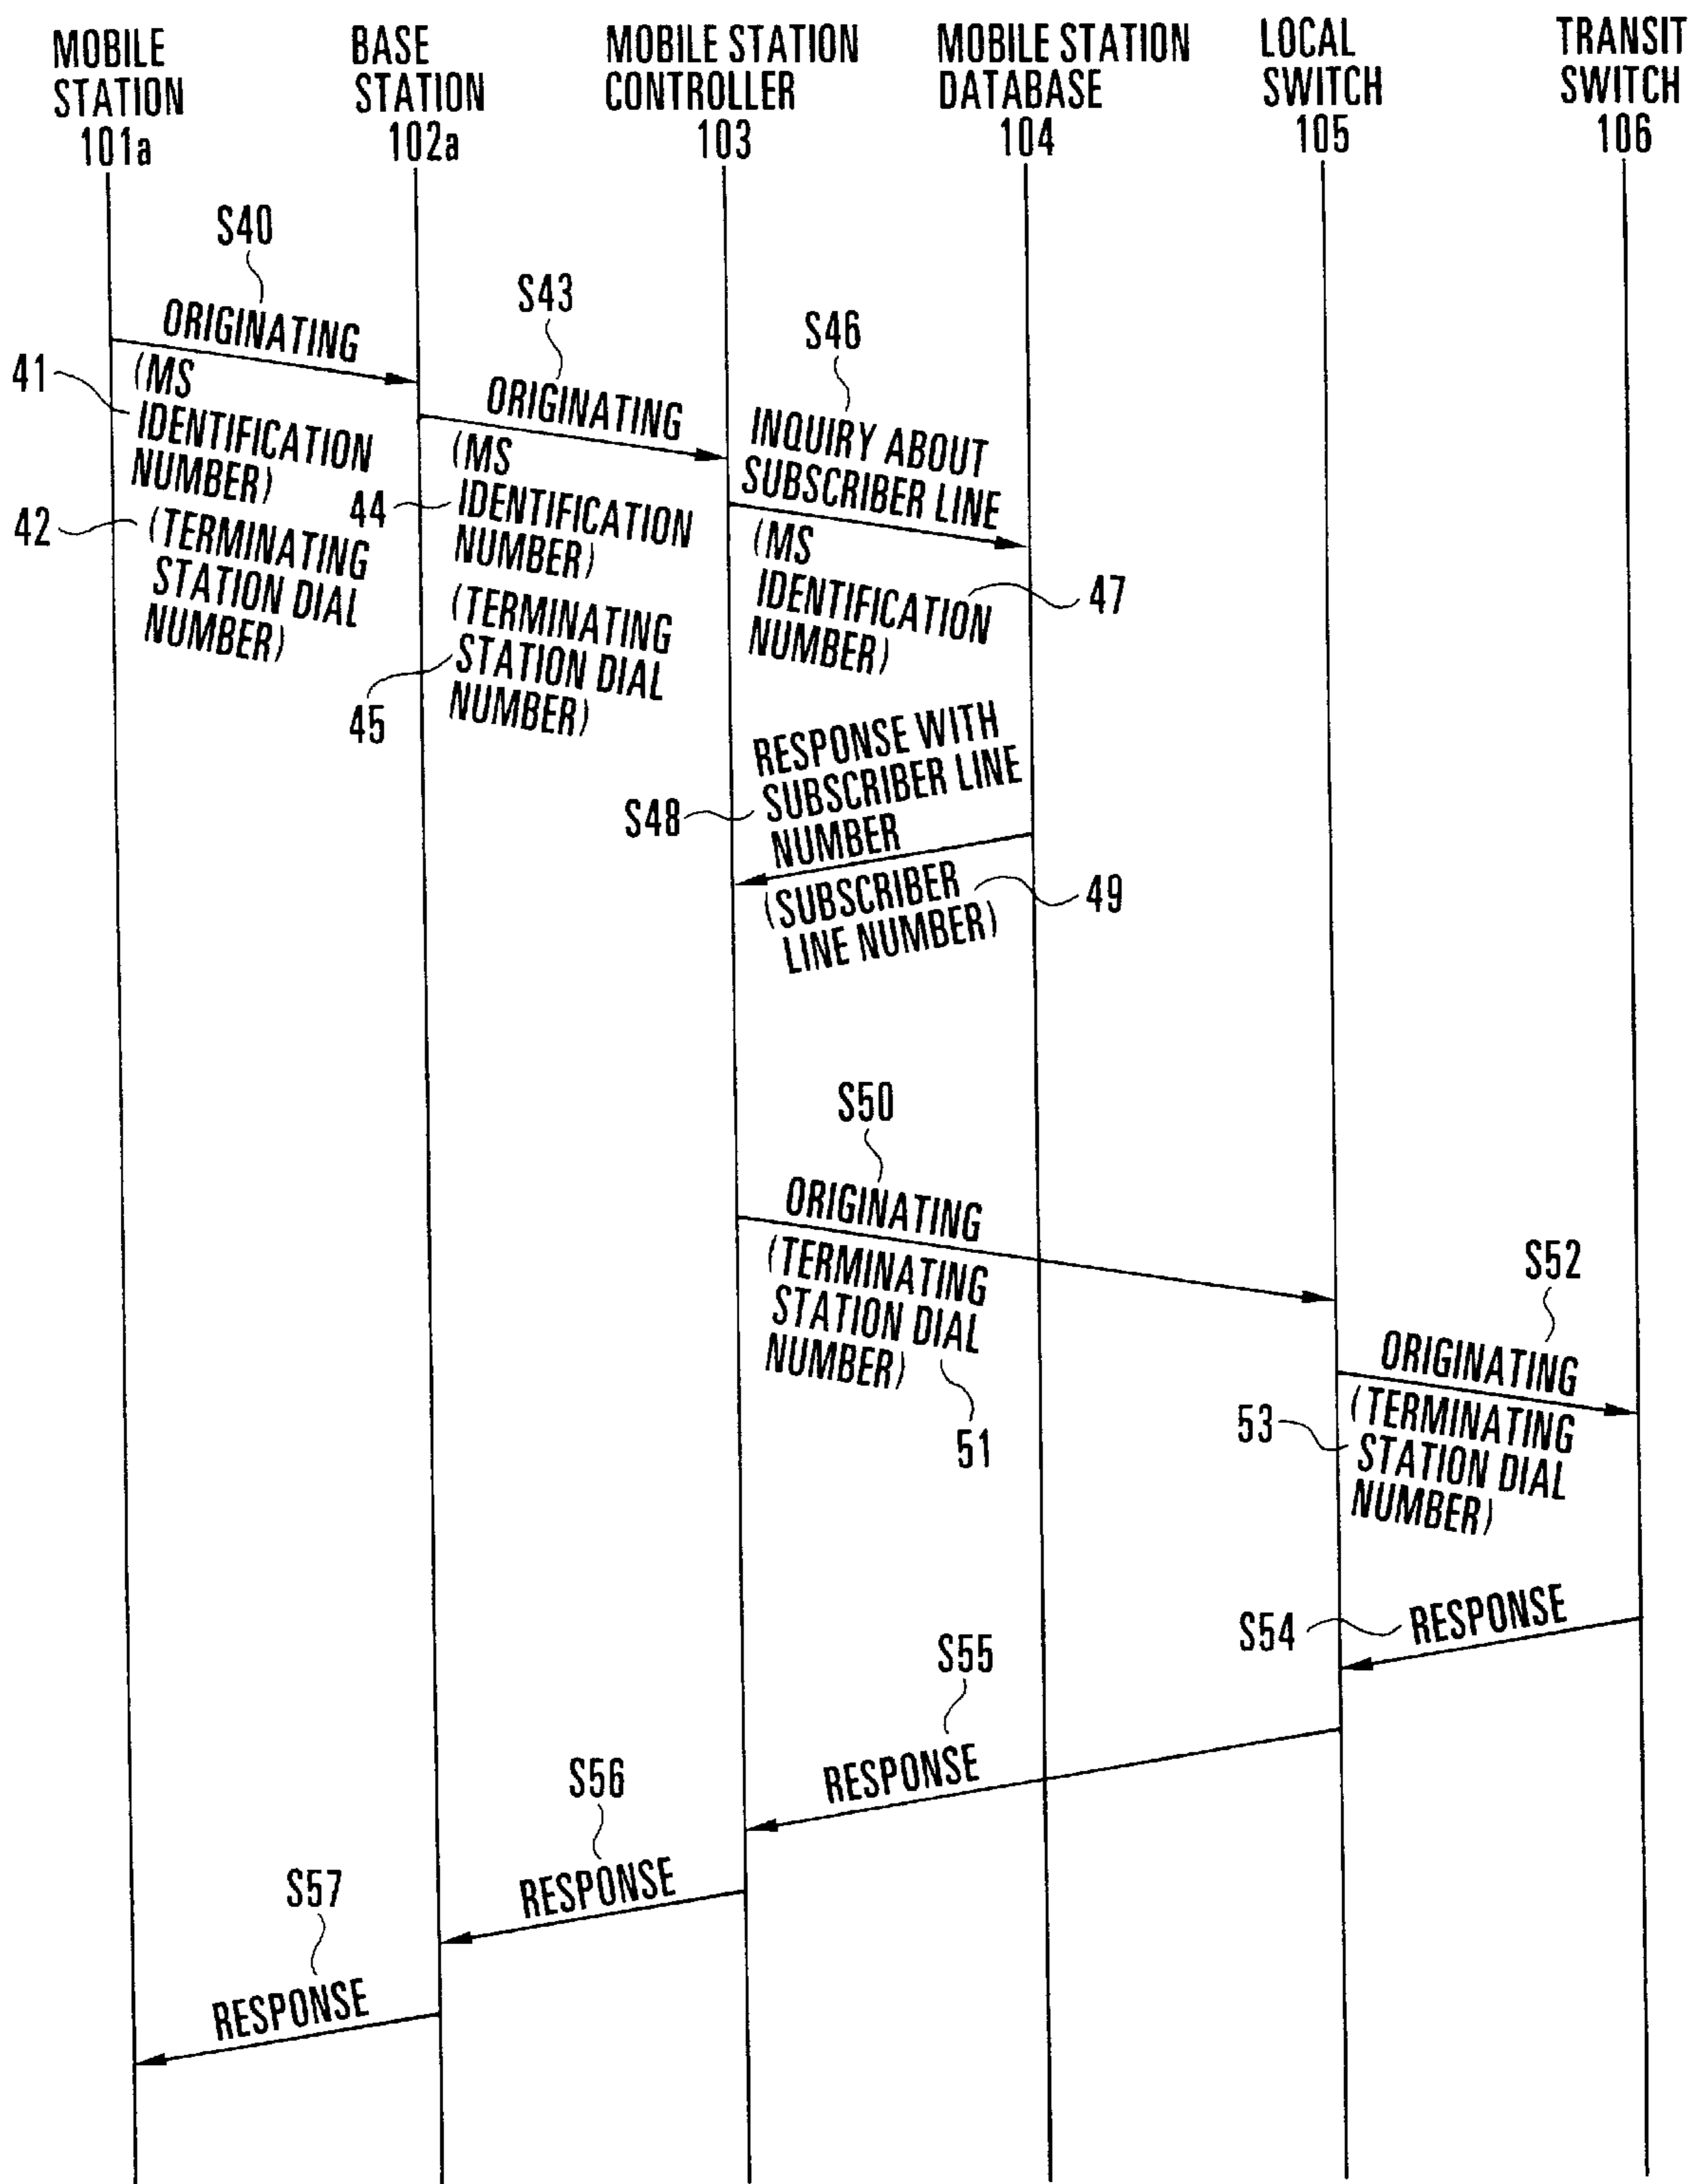 MOBILE
STATION
101a
BASE
STATION
102a
MOBILE STATION
CONTROLLER
103
MOBILE STATION
DATABASE
104
LOCAL
SWITCH
105
TRANSIT
SWITCH
106
S40
ORIGINATING
41
(MS
IDENTIFICATION
NUMBER)
42
(TERMINATING
STATION DIAL
NUMBER)
S43
ORIGINATING
(MS
44
IDENTIFICATION
NUMBER)
(TERMINATING
STATION DIAL
NUMBER)
45
S46
INQUIRY ABOUT
SUBSCRIBER LINE
(MS
IDENTIFICATION
NUMBER)
47
RESPONSE WITH
SUBSCRIBER LINE
NUMBER
S48
(SUBSCRIBER
LINE NUMBER)
49
S50
ORIGINATING
(TERMINATING
STATION DIAL
NUMBER)
51
S52
ORIGINATING
53
(TERMINATING
STATION DIAL
NUMBER)
S54
RESPONSE
S55
RESPONSE
S56
RESPONSE
S57
RESPONSE